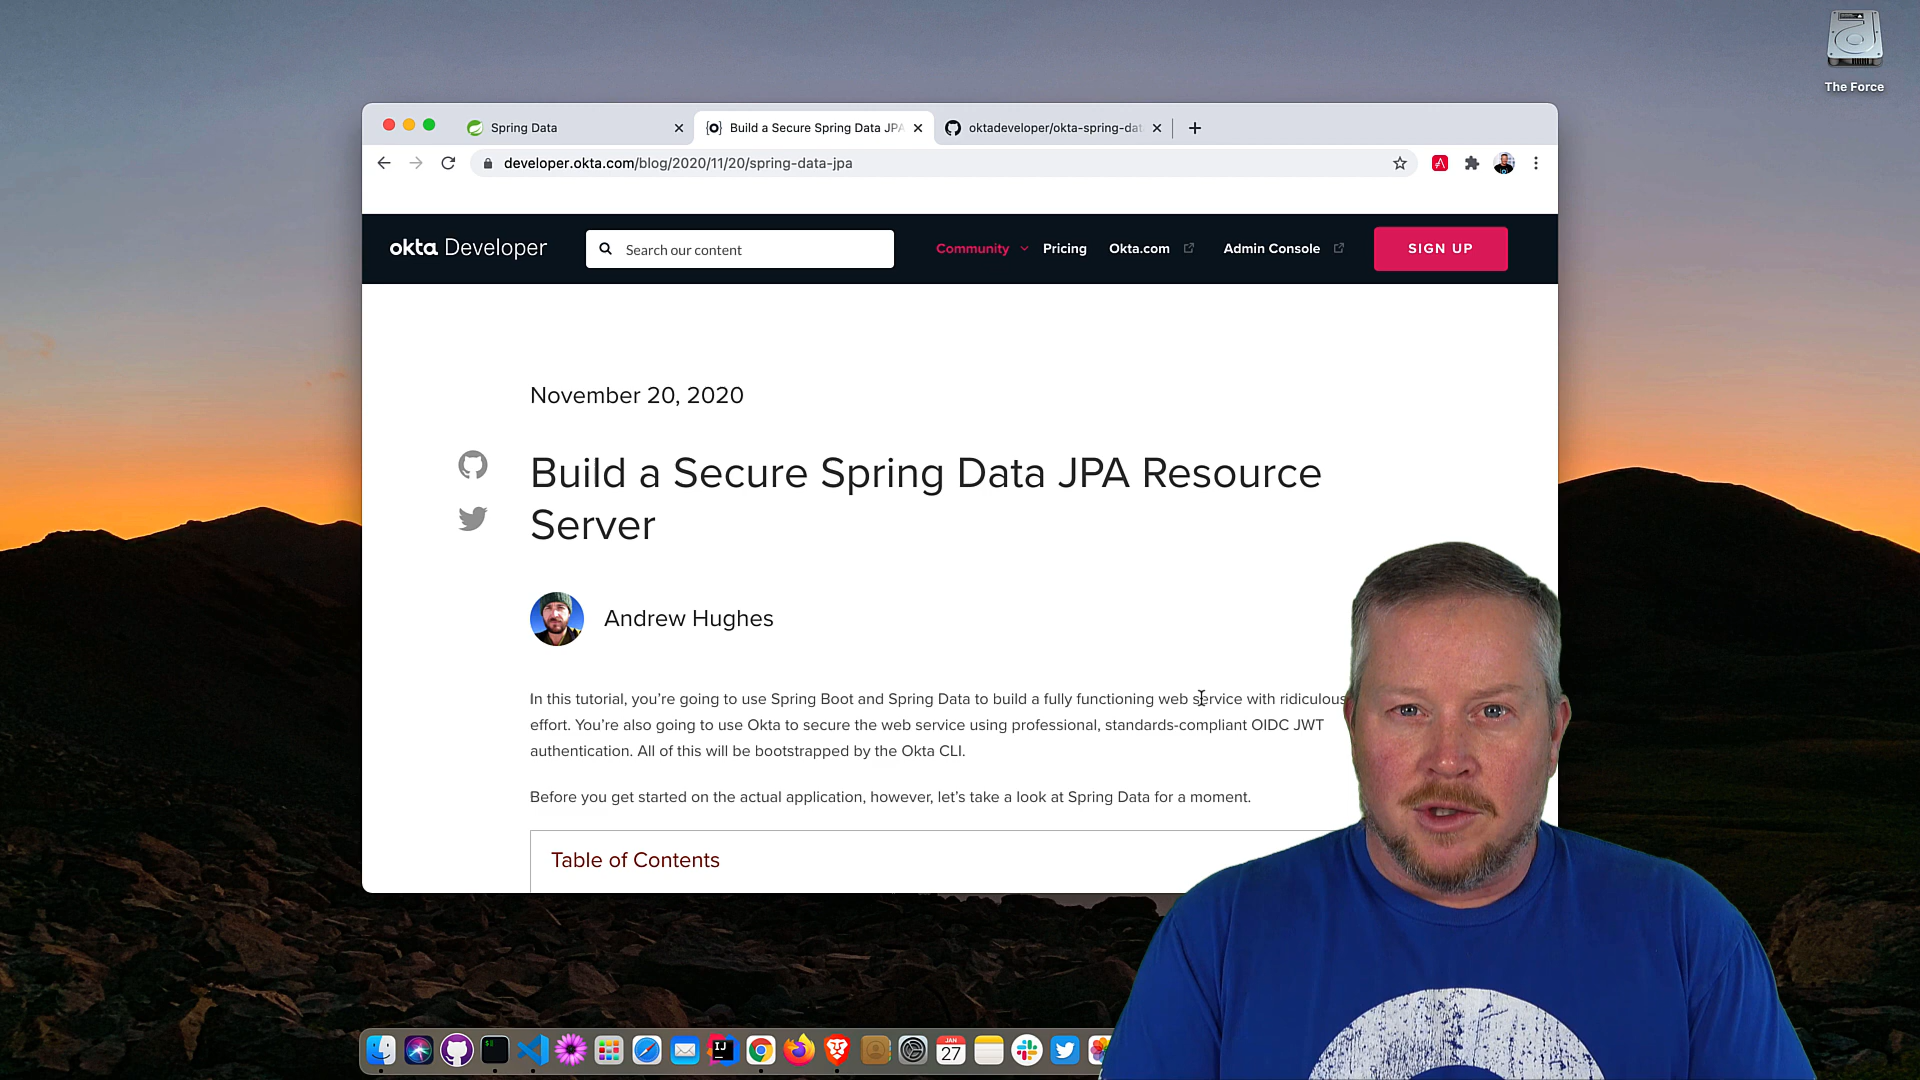 The Force
Spring Data
Build a Secure Spring Data JPA
oktadeveloper/okta-spring-dat
developer.okta.com/blog/2020/11/20/spring-data-jpa
okta Developer
Search our content
Community
Pricing
Okta.com
Admin Console
SIGN UP
November 20, 2020
Build a Secure Spring Data JPA Resource
Server
Andrew Hughes
In this tutorial, you're going to use Spring Boot and Spring Data to build a fully functioning web service with ridiculous
effort. You're also going to use Okta to secure the web service using professional, standards-compliant OIDC JWT
authentication. All of this will be bootstrapped by the Okta CLI.
Before you get started on the actual application, however, let's take a look at Spring Data for a moment.
Table of Contents
IJ
JAN
27